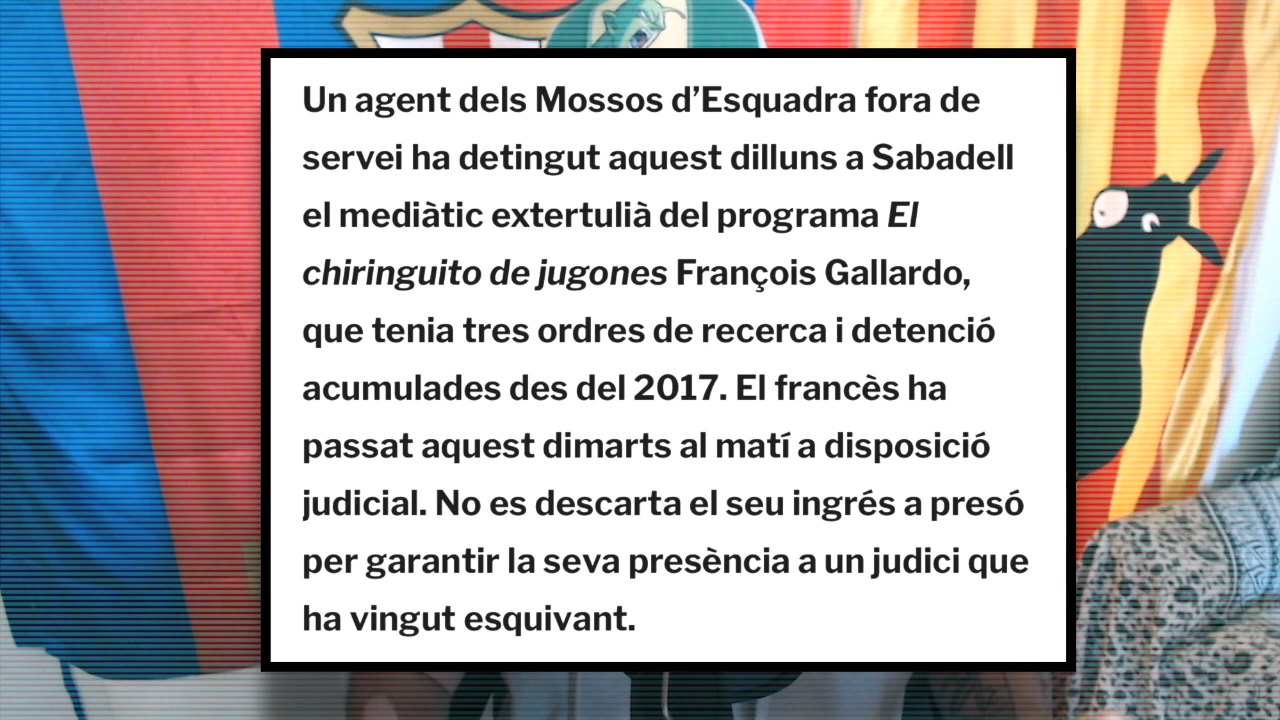 Un agent dels Mossos d’Esquadra fora de
servei ha detingut aquest dilluns a Sabadell
el mediàtic extertulià del programa El
chiringuito de jugones François Gallardo,
que tenia tres ordres de recerca i detenció
acumulades des del 2017. El francès ha
passat aquest dimarts al matí a disposició
judicial. No es descarta el seu ingrés a presó
per garantir la seva presència a un judici que
ha vingut esquivant.